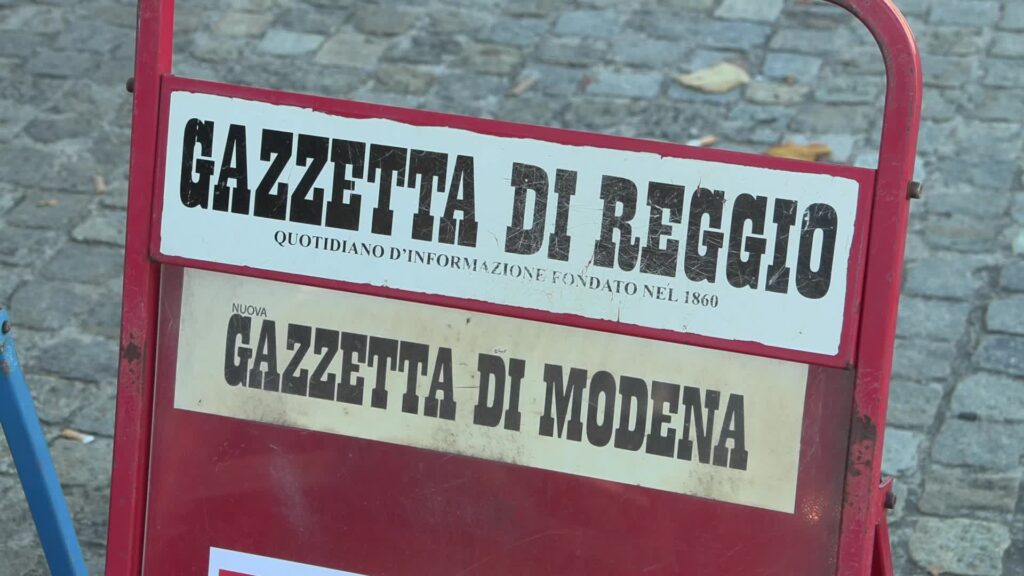 GAZZETTA DI REGGIO
QUOTIDIANO D'INFORMAZIONE FONDATO NEL 1860
NUOVA
GAZZETTA DI MODENA